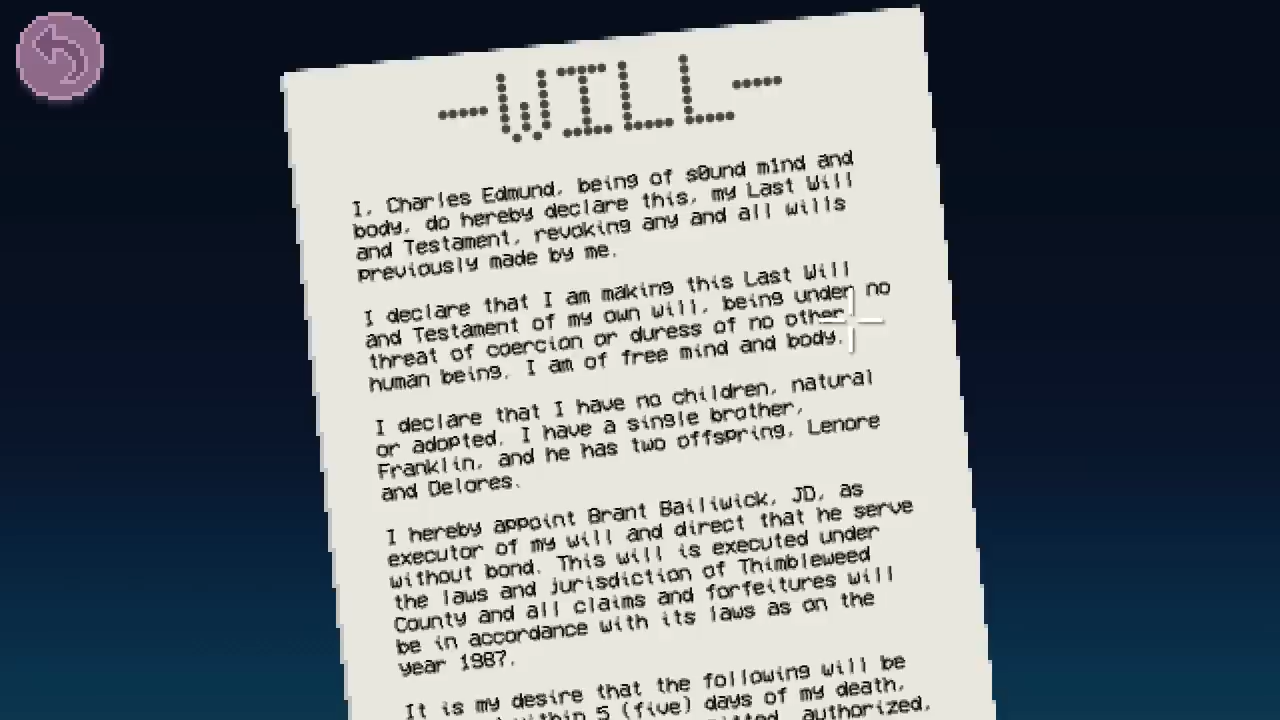 -WILL-
I, Charles Edmund, being of s0und m1nd and
body, do hereby declare this, my Last Will
and Testament, revoking any and all wills
previously made by me.
I declare that I am making this Last Will
and Testament of my own will, being under no
threat of coercion or duress of no other
human being. I am of free mind and body.
I declare that I have no children, natural
or adopted. I have a single brother,
Franklin, and he has two offspring, Lenore
and Delores.
I hereby appoint Brant Bailiwick, JD, as
executor of my will and direct that he serve
without bond. This will is executed under
the laws and jurisdiction of Thimbleweed
County and all claims and forfeitures will
be in accordance with its laws as on the
year 1987.
It is my desire that the following will be
within 5 (five) days of my death,
authorized,